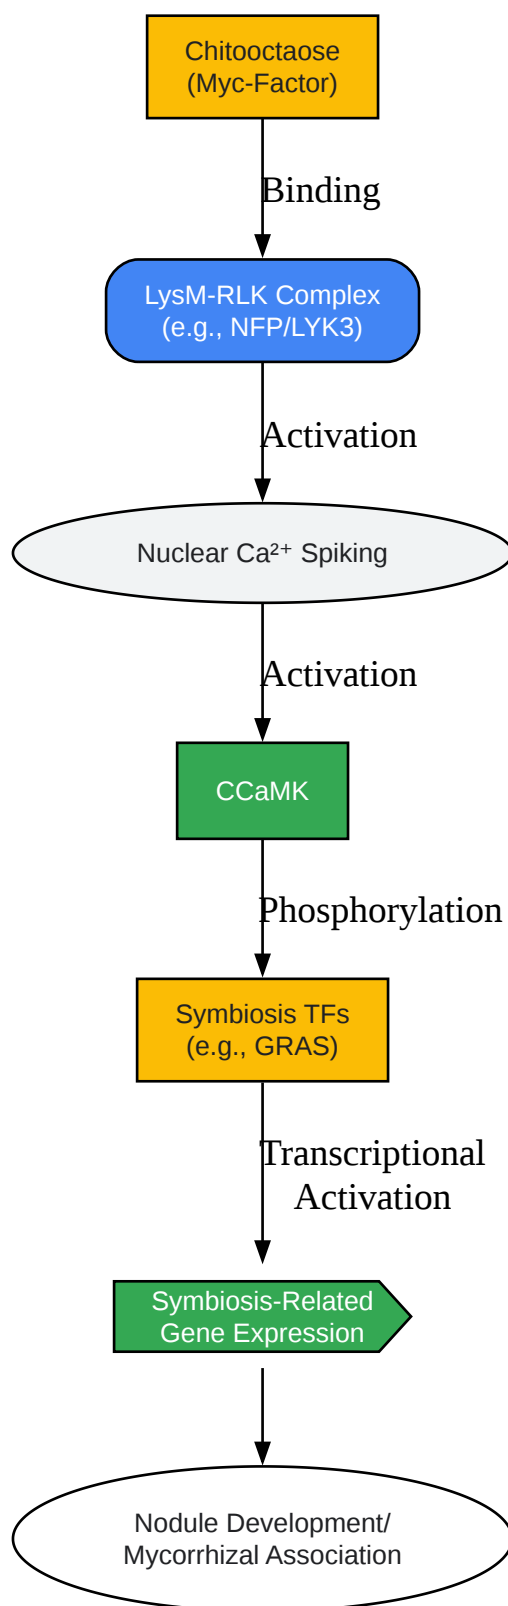 Chitooctaose
(Myc-Factor)
Binding
LysM-RLK Complex
(e.g., NFP/LYK3)
Activation
Nuclear Ca²⁺ Spiking
Activation
CCaMK
Phosphorylation
Symbiosis TFs
(e.g., GRAS)
Transcriptional
Activation
Symbiosis-Related
Gene Expression
Nodule Development/
Mycorrhizal Association